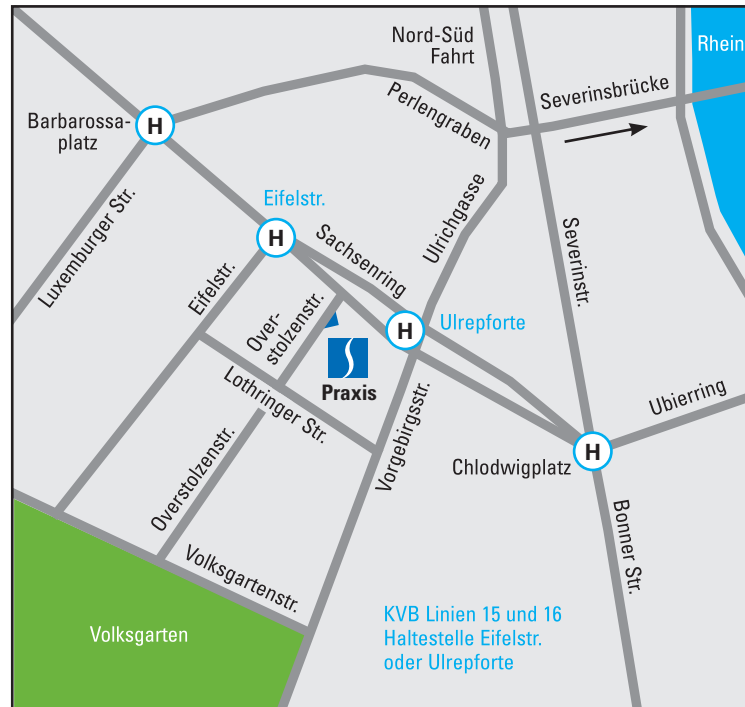 Nord-Süd
Fahrt
Rhein
Severinsbrücke
Perlengraben
Barbarossa-
platz
H
Luxemburger Str.
Eifelstr.
H
Sachsenring
Ulrichgasse
Severinstr.
Eifelstr.
Over-
stolzenstr.
H
Ulrepforte
Praxis
Lothringer Str.
Vorgebirgsstr.
Ubierring
H
Chlodwigplatz
Overstolzenstr.
Bonner Str.
Volksgartenstr.
Volksgarten
KVB Linien 15 und 16
Haltestelle Eifelstr.
oder Ulrepforte